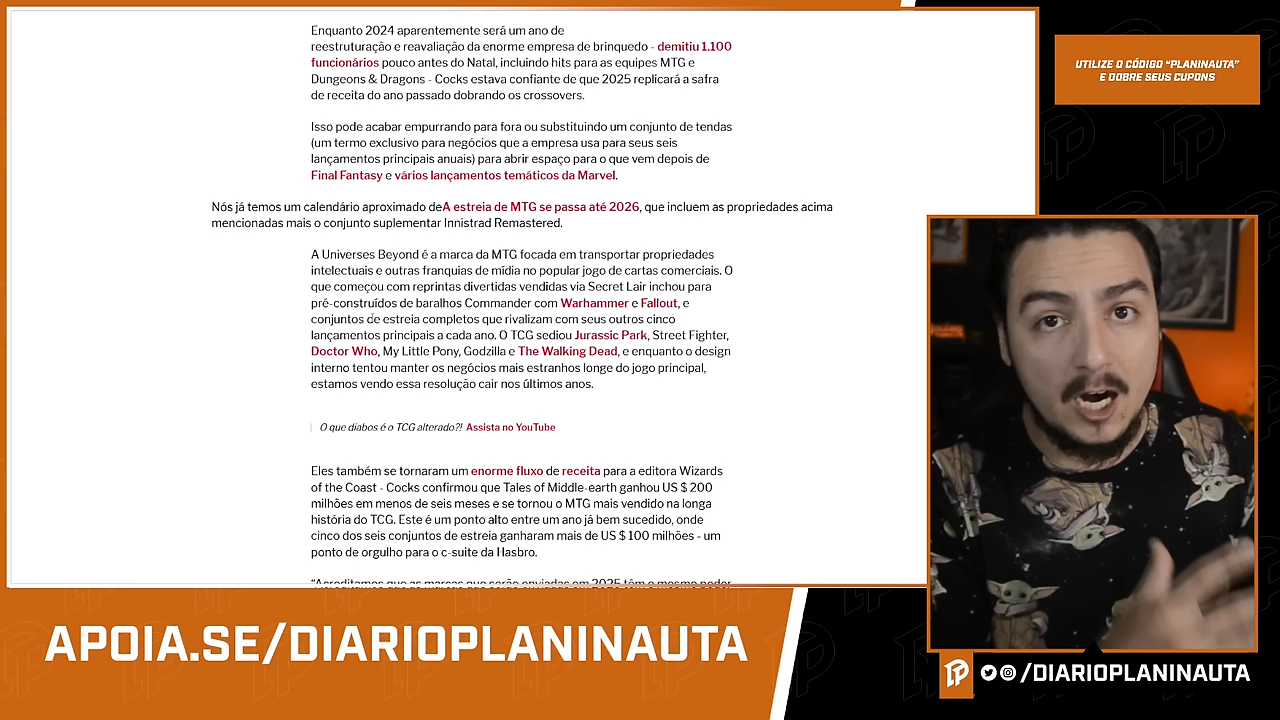 Enquanto 2024 aparentemente será um ano de
reestruturação e reavaliação da enorme empresa de brinquedo - demitiu 1.100
funcionários pouco antes do Natal, incluindo hits para as equipes MTG e
Dungeons & Dragons - Cocks estava confiante de que 2025 replicará a safra
de receita do ano passado dobrando os crossovers.
Isso pode acabar empurrando para fora ou substituindo um conjunto de tendas
(um termo exclusivo para negócios que a empresa usa para seus seis
lançamentos principais anuais) para abrir espaço para o que vem depois de
Final Fantasy e vários lançamentos temáticos da Marvel.
Nós já temos um calendário aproximado deA estreia de MTG se passa até 2026, que incluem as propriedades acima
mencionadas mais o conjunto suplementar Innistrad Remastered.
A Universes Beyond é a marca da MTG focada em transportar propriedades
intelectuais e outras franquias de mídia no popular jogo de cartas comerciais. O
que começou com reprintas divertidas vendidas via Secret Lair inchou para
pré-construídos de baralhos Commander com Warhammer e Fallout, e
conjuntos de estreia completos que rivalizam com seus outros cinco
lançamentos principais a cada ano. O TCG sediou Jurassic Park, Street Fighter,
Doctor Who, My Little Pony, Godzilla e The Walking Dead, e enquanto o design
interno tentou manter os negócios mais estranhos longe do jogo principal,
estamos vendo essa resolução cair nos últimos anos.
O que diabos é o TCG alterado?! Assista no YouTube
Eles também se tornaram um enorme fluxo de receita para a editora Wizards
of the Coast - Cocks confirmou que Tales of Middle-earth ganhou US $ 200
milhões em menos de seis meses e se tornou o MTG mais vendido na longa
história do TCG. Este é um ponto alto entre um ano já bem sucedido, onde
cinco dos seis conjuntos de estreia ganharam mais de US $ 100 milhões - um
ponto de orgulho para o c-suite da Hasbro.
"Acreditamos que as marcas que serão enviadas em 2025 têm o mesmo poder
UTILIZE O CÓDIGO "PLANINAUTA"
E DOBRE SEUS CUPONS
APOIA.SE/DIARIOPLANINAUTA
/DIARIOPLANINAUTA